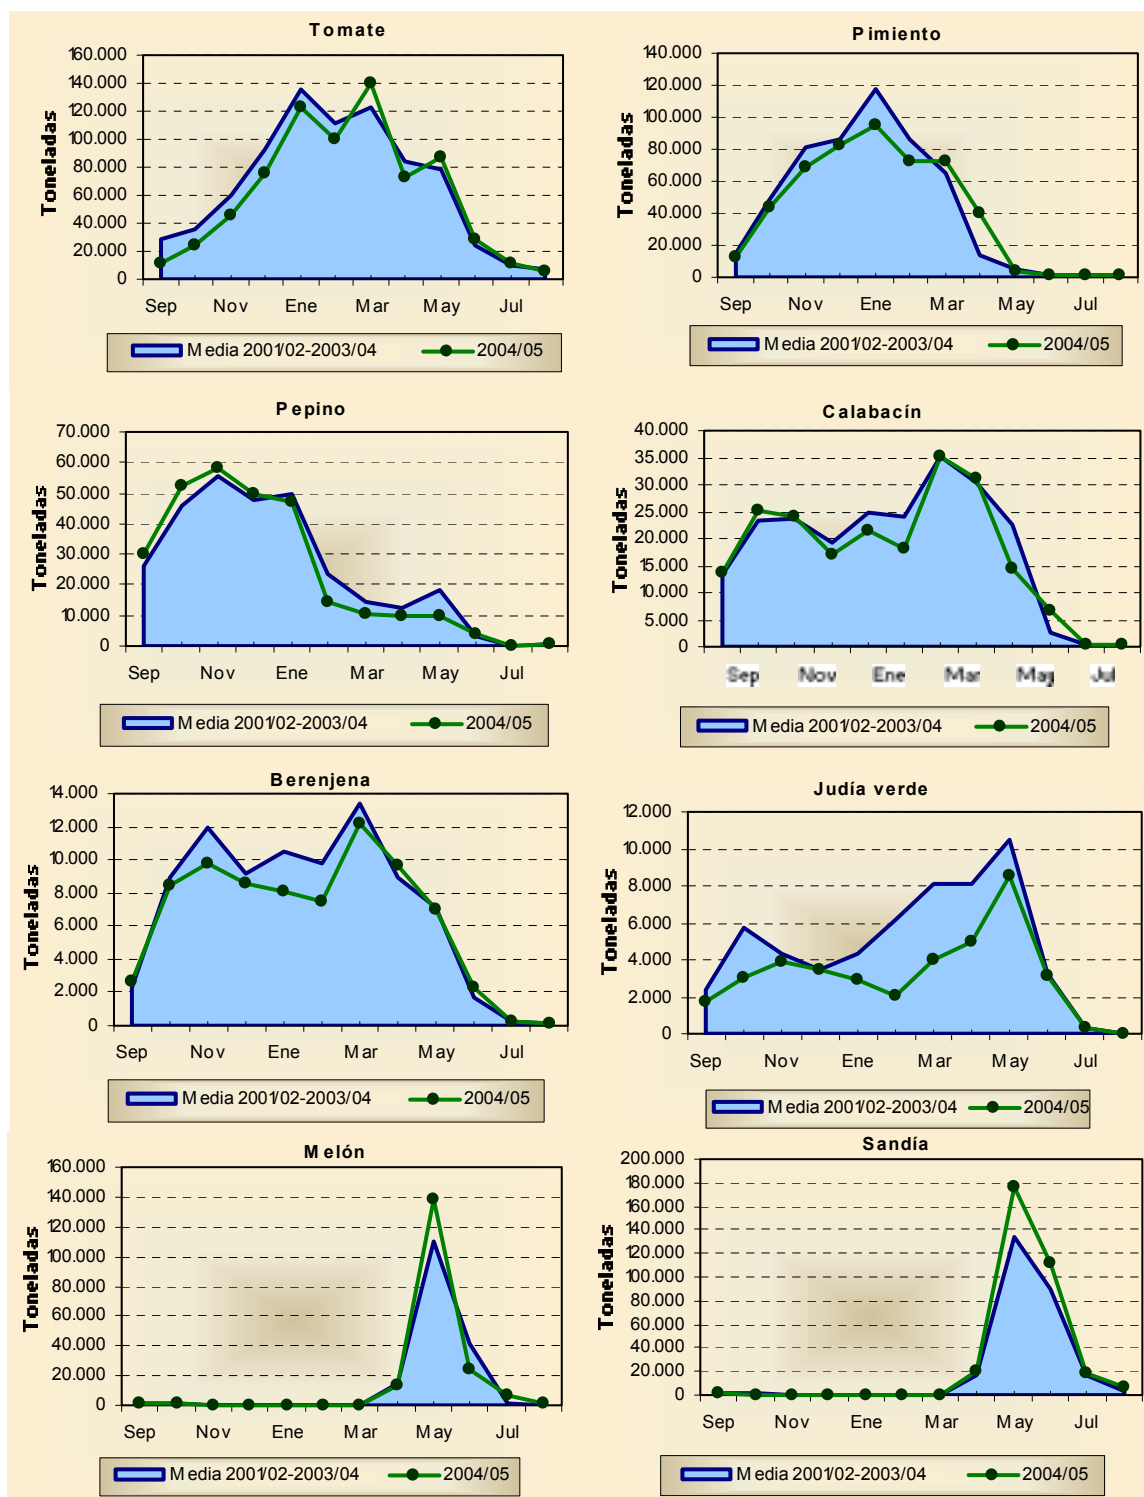 Tomate
Toneladas
160.000
140.000
120.000
100.000
80.000
60.000
40.000
20.000
0
Sep Nov Ene Mar May Jul
Media 2001/02-2003/04 2004/05
Pimiento
Toneladas
140.000
120.000
100.000
80.000
60.000
40.000
20.000
0
Sep Nov Ene Mar May Jul
Media 2001/02-2003/04 2004/05
Pepino
Toneladas
70.000
60.000
50.000
40.000
30.000
20.000
10.000
0
Sep Nov Ene Mar May Jul
Media 2001/02-2003/04 2004/05
Calabacín
Toneladas
40.000
35.000
30.000
25.000
20.000
15.000
10.000
5.000
0
Sep Nov Ene Mar May Jul
Media 2001/02-2003/04 2004/05
Berenjena
Toneladas
14.000
12.000
10.000
8.000
6.000
4.000
2.000
0
Sep Nov Ene Mar May Jul
Media 2001/02-2003/04 2004/05
Judía verde
Toneladas
12.000
10.000
8.000
6.000
4.000
2.000
0
Sep Nov Ene Mar May Jul
Media 2001/02-2003/04 2004/05
Melón
Toneladas
160.000
140.000
120.000
100.000
80.000
60.000
40.000
20.000
0
Sep Nov Ene Mar May Jul
Media 2001/02-2003/04 2004/05
Sandía
Toneladas
200.000
180.000
160.000
140.000
120.000
100.000
80.000
60.000
40.000
20.000
0
Sep Nov Ene Mar May Jul
Media 2001/02-2003/04 2004/05